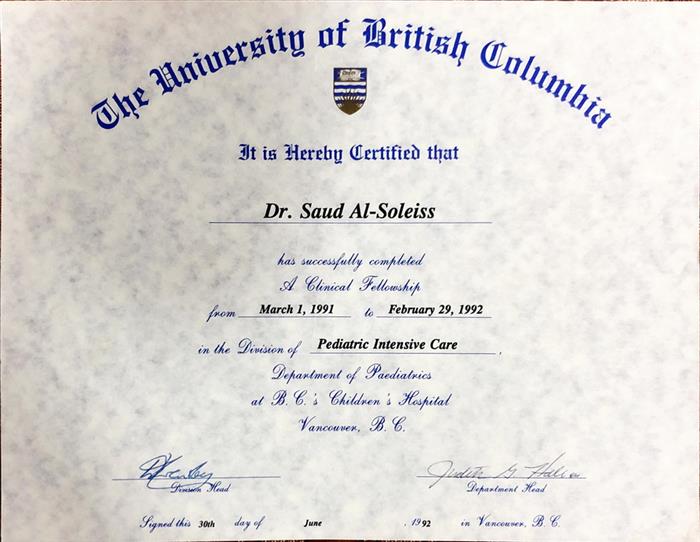 The University of British Columbia
It is Hereby Certified that
Dr. Saud Al-Soleiss
has successfully completed
A Clinical Fellowship
from March 1, 1991 to February 29, 1992
in the Division of Pediatric Intensive Care,
Department of Paediatrics
at B.C.'s Children's Hospital
Vancouver, B.C.
Judith G. Hall
Division Head Department Head
Signed this 30th day of June, 1992 in Vancouver, B.C.